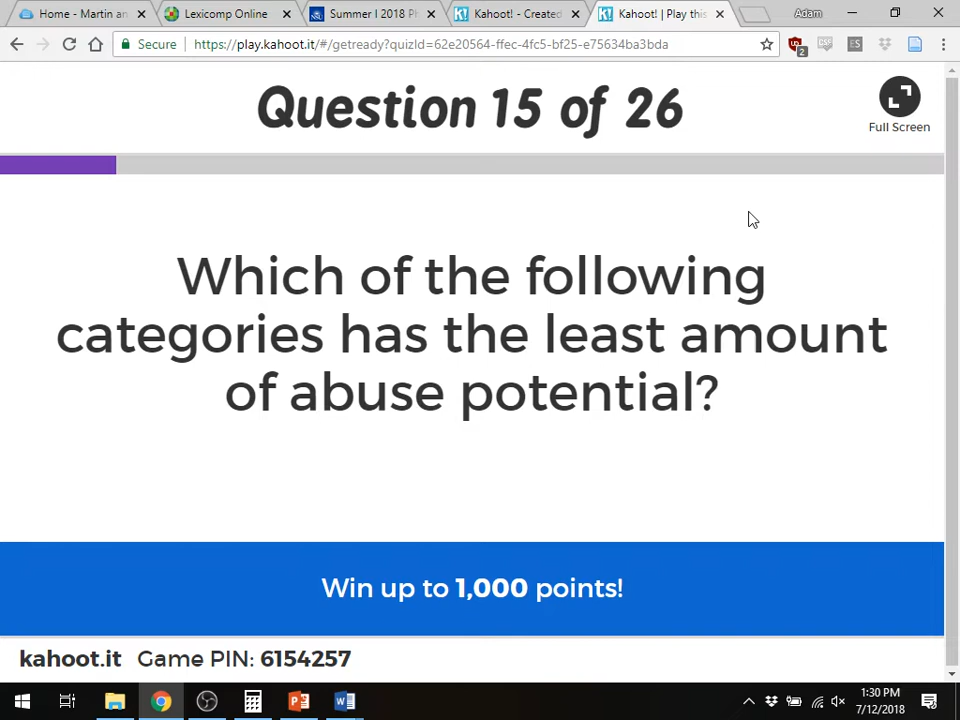 Home - Martin an
Lexicomp Online
Summer I 2018 Ph
Kahoot! - Created
Kahoot! | Play this
Adam
Secure
https://play.kahoot.it/#/getready?quizId=62e20564-ffec-4fc5-bf25-e75634ba3bda
2
ES
Question 15 of 26
Full Screen
Which of the following
categories has the least amount
of abuse potential?
Win up to 1,000 points!
kahoot.it Game PIN: 6154257
1:30 PM
7/12/2018